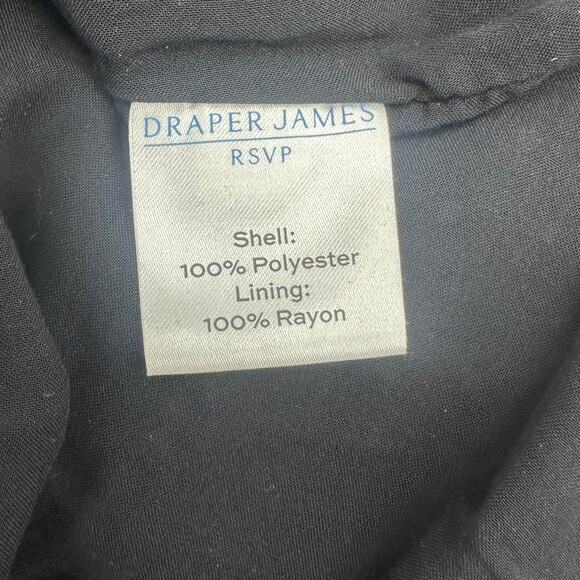 DRAPER JAMES
RSVP
Shell:
100% Polyester
Lining:
100% Rayon